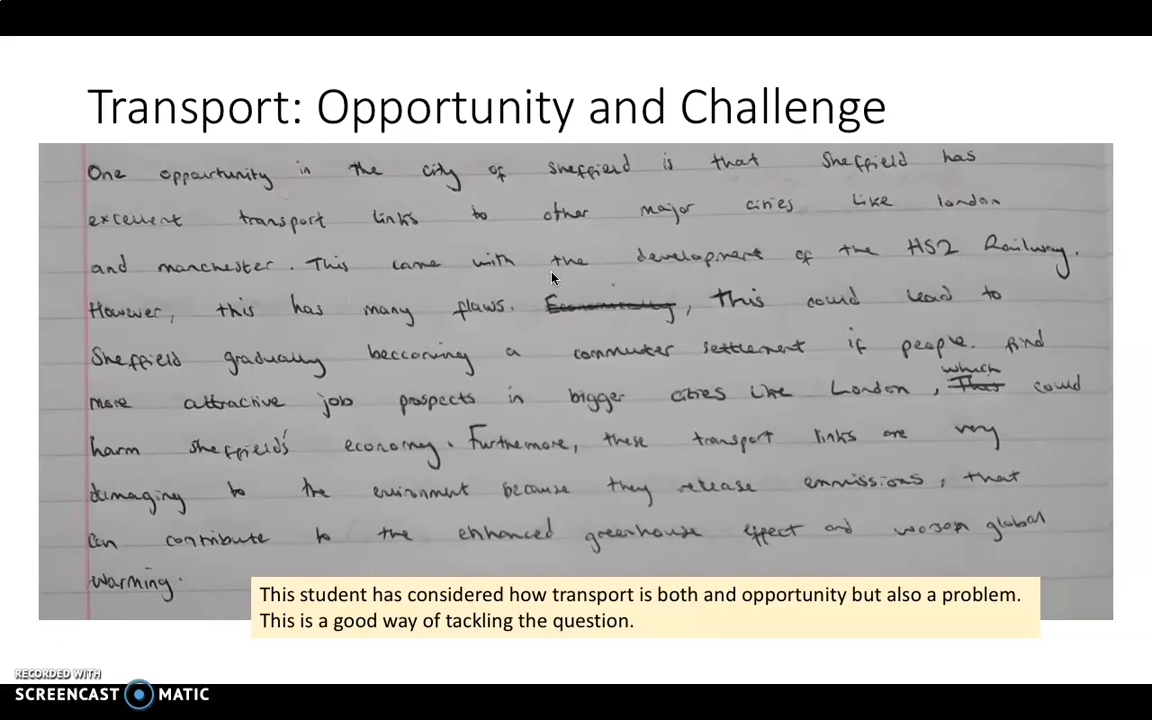 Transport: Opportunity and Challenge
One oppourtunity in the city of Sheffield is that Sheffield has
excellent transport links to other major cities like london
and manchester. This came with the development of the HS2 Railway.
However, this has many flaws. Economically, This could lead to
Sheffield gradually beccoming a commuter settlement if people find
more attractive job prospects in bigger cities like London, which This could
harm Sheffield's economy. Furthmore, these transport links are very
damaging to the environment because they release emmissions, that
can contribute to the enhanced greenhouse effect and worsen global
warming.
This student has considered how transport is both and opportunity but also a problem.
This is a good way of tackling the question.
RECORDED WITH
SCREENCAST MATIC